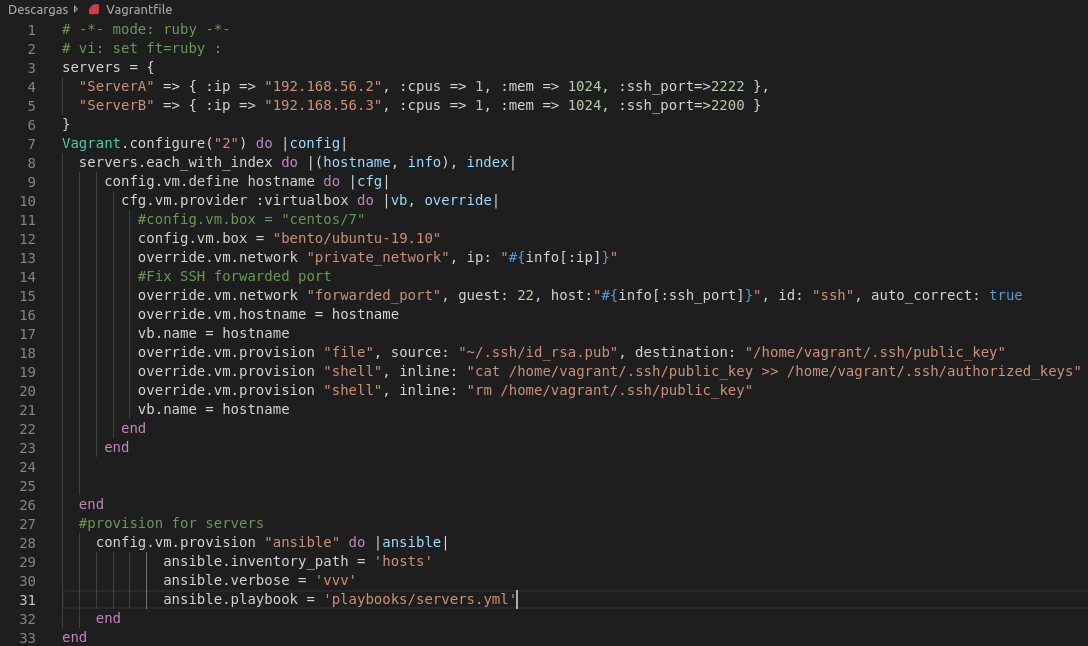 Descargas Vagrantfile
1 # -*- mode: ruby -*-
2 # vi: set ft=ruby :
3 servers = {
4 "ServerA" => { :ip => "192.168.56.2", :cpus => 1, :mem => 1024, :ssh_port=>2222 },
5 "ServerB" => { :ip => "192.168.56.3", :cpus => 1, :mem => 1024, :ssh_port=>2200 }
6 }
7 Vagrant.configure("2") do |config|
8 servers.each_with_index do |(hostname, info), index|
9 config.vm.define hostname do |cfg|
10 cfg.vm.provider :virtualbox do |vb, override|
11 #config.vm.box = "centos/7"
12 config.vm.box = "bento/ubuntu-19.10"
13 override.vm.network "private_network", ip: "#{info[:ip]}"
14 #Fix SSH forwarded port
15 override.vm.network "forwarded_port", guest: 22, host:"#{info[:ssh_port]}", id: "ssh", auto_correct: true
16 override.vm.hostname = hostname
17 vb.name = hostname
18 override.vm.provision "file", source: "~/.ssh/id_rsa.pub", destination: "/home/vagrant/.ssh/public_key"
19 override.vm.provision "shell", inline: "cat /home/vagrant/.ssh/public_key >> /home/vagrant/.ssh/authorized_keys"
20 override.vm.provision "shell", inline: "rm /home/vagrant/.ssh/public_key"
21 vb.name = hostname
22 end
23 end
24
25
26 end
27 #provision for servers
28 config.vm.provision "ansible" do |ansible|
29 ansible.inventory_path = 'hosts'
30 ansible.verbose = 'vvv'
31 ansible.playbook = 'playbooks/servers.yml'
32 end
33 end